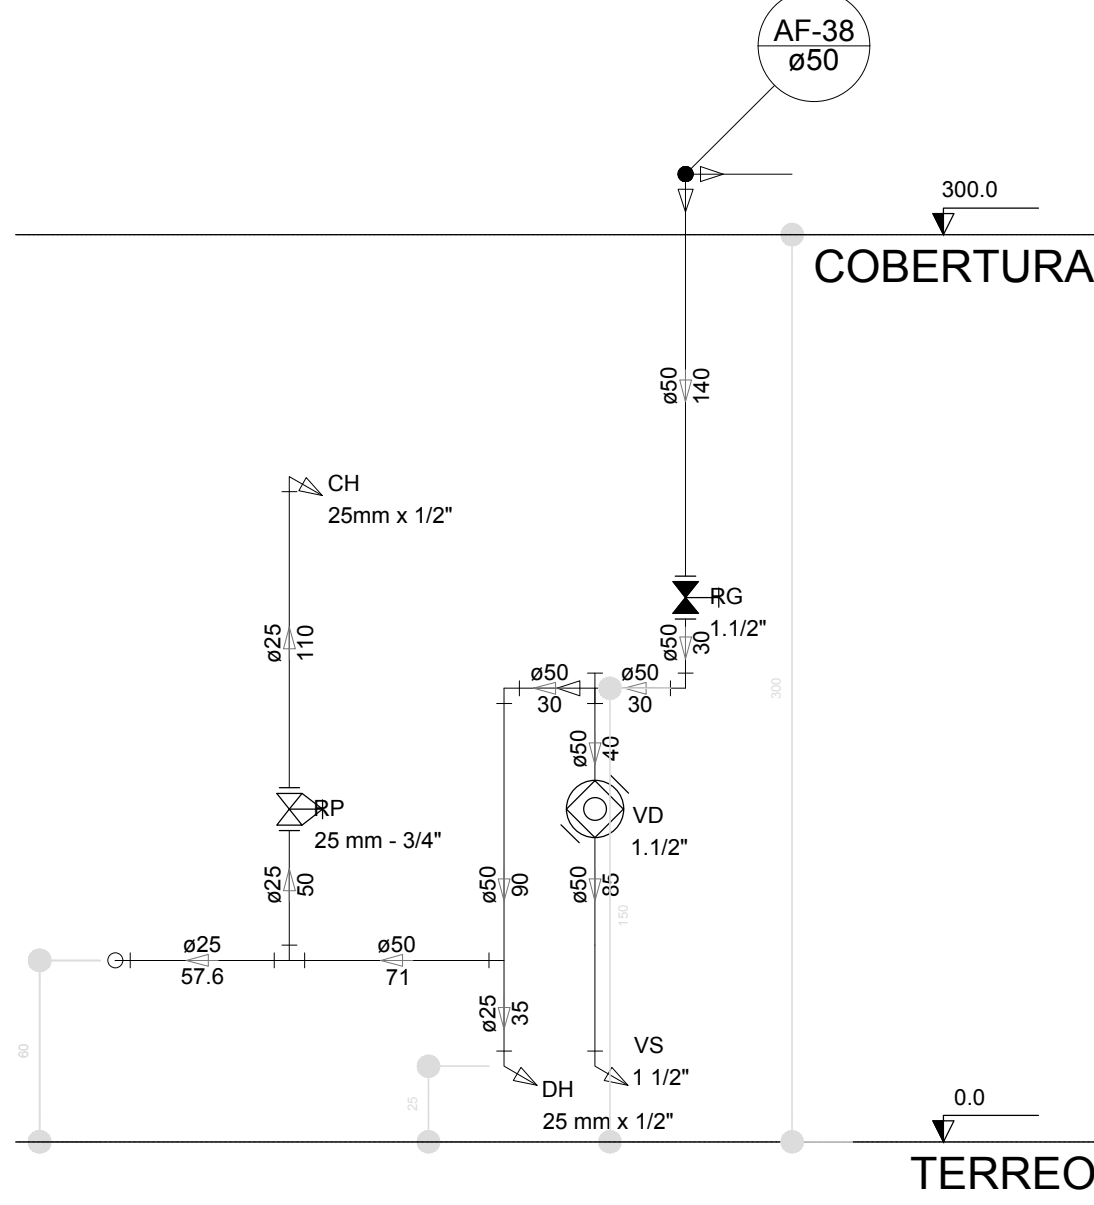 AF-38
ø50
300.0
COBERTURA
ø50
140
CH
25mm x 1/2"
RG
1.1/2"
ø50
30
ø25
110
ø50
30
ø50
30
300
ø50
40
RP
25 mm - 3/4"
VD
1.1/2"
ø25
50
ø50
90
ø50
85
150
ø25
57.6
ø50
71
ø25
35
60
VS
1 1/2"
25
DH
25 mm x 1/2"
0.0
TERREO